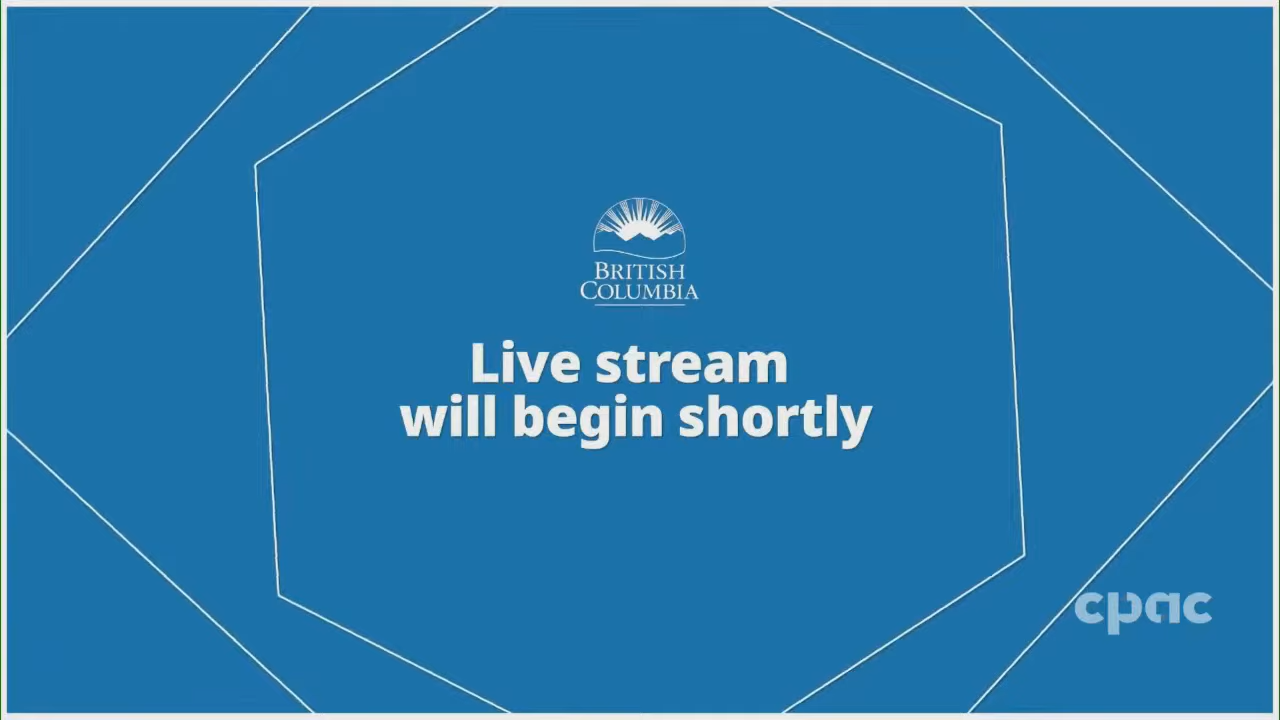 BRITISH
COLUMBIA
Live stream
will begin shortly
cpac